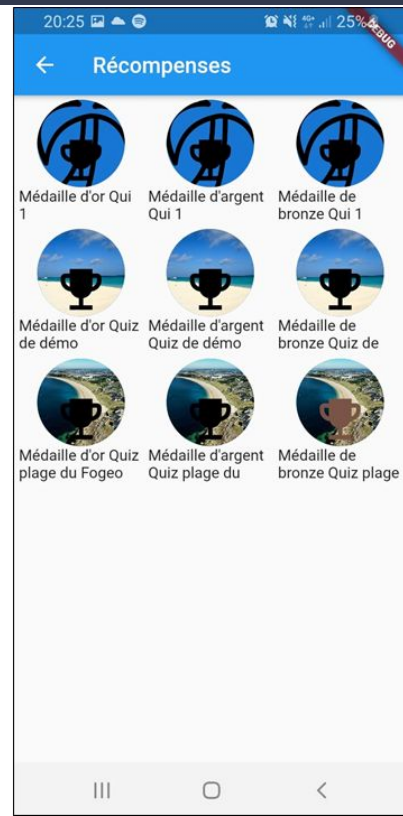 20:25 4G+ 25%
DEBUG
Récompenses
Médaille d'or Qui
1
Médaille d'argent
Qui 1
Médaille de
bronze Qui 1
Médaille d'or Quiz
de démo
Médaille d'argent
Quiz de démo
Médaille de
bronze Quiz de
Médaille d'or Quiz
plage du Fogeo
Médaille d'argent
Quiz plage du
Médaille de
bronze Quiz plage